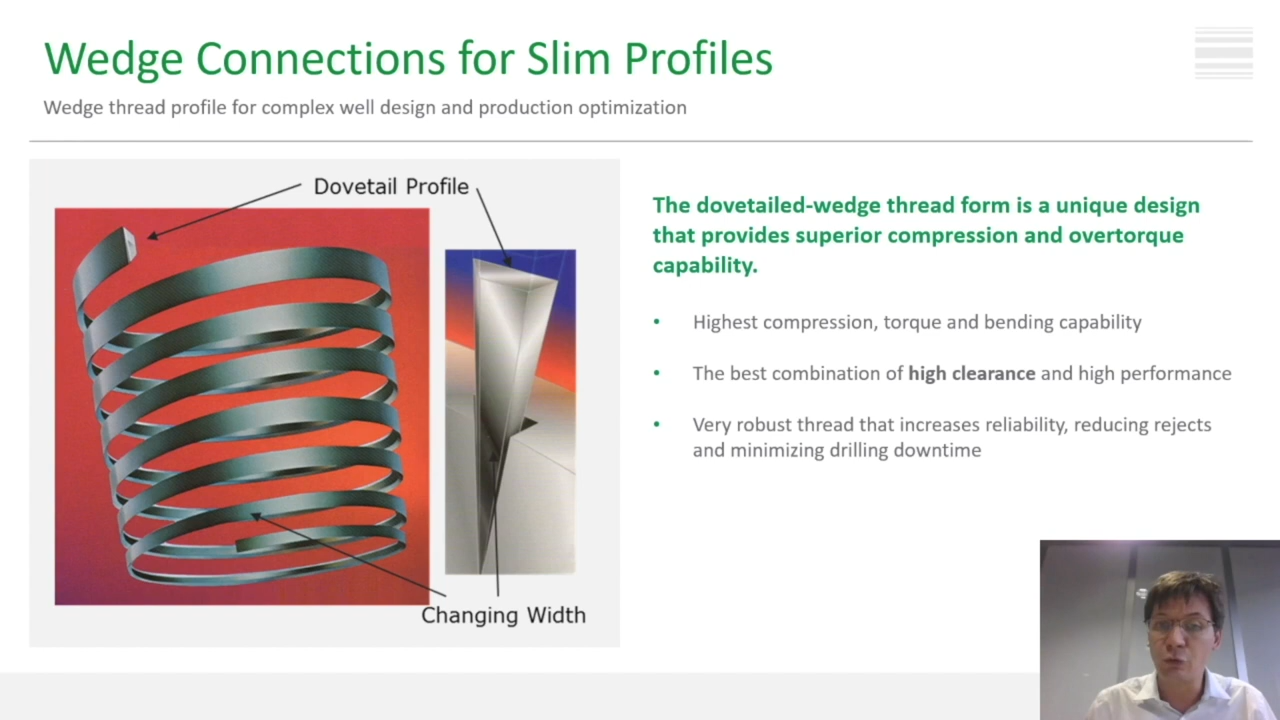 Wedge Connections for Slim Profiles
Wedge thread profile for complex well design and production optimization
Dovetail Profile
Changing Width
The dovetailed-wedge thread form is a unique design
that provides superior compression and overtorque
capability.
• Highest compression, torque and bending capability
• The best combination of high clearance and high performance
• Very robust thread that increases reliability, reducing rejects
and minimizing drilling downtime